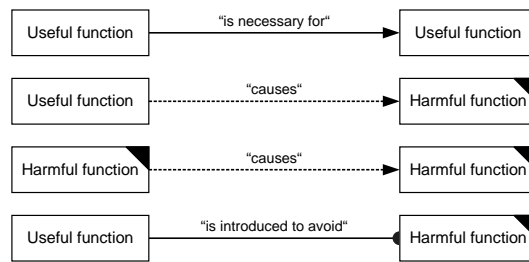 Useful function “is necessary for“ Useful function
Useful function “causes“ Harmful function
Harmful function “causes“ Harmful function
Useful function “is introduced to avoid“ Harmful function